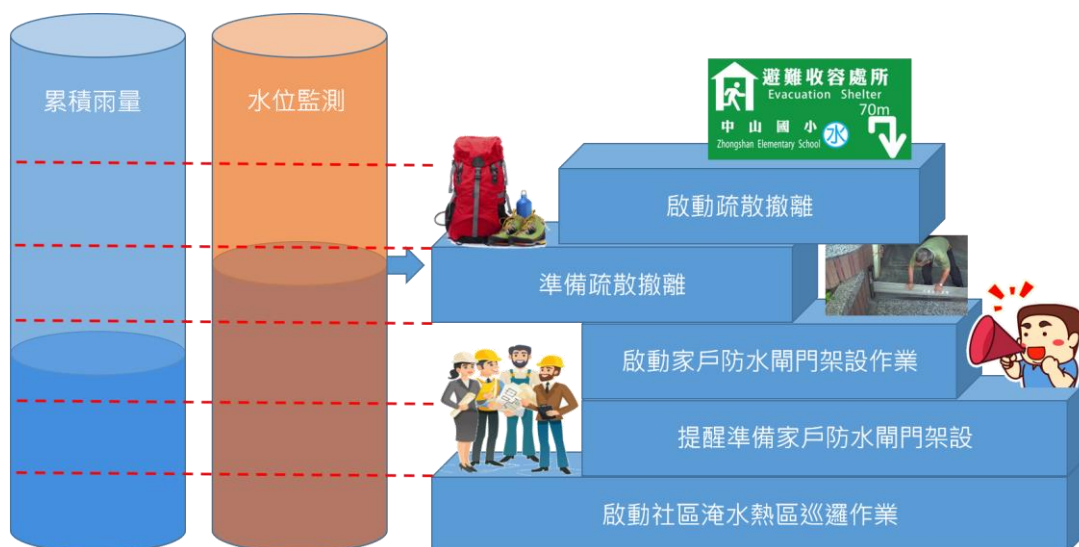 累積雨量
水位監測
避難收容處所
Evacuation Shelter
70m
中山國小
水
Zhongshan Elementary School
啟動疏散撤離
準備疏散撤離
啟動家戶防水閘門架設作業
提醒準備家戶防水閘門架設
啟動社區淹水熱區巡邏作業